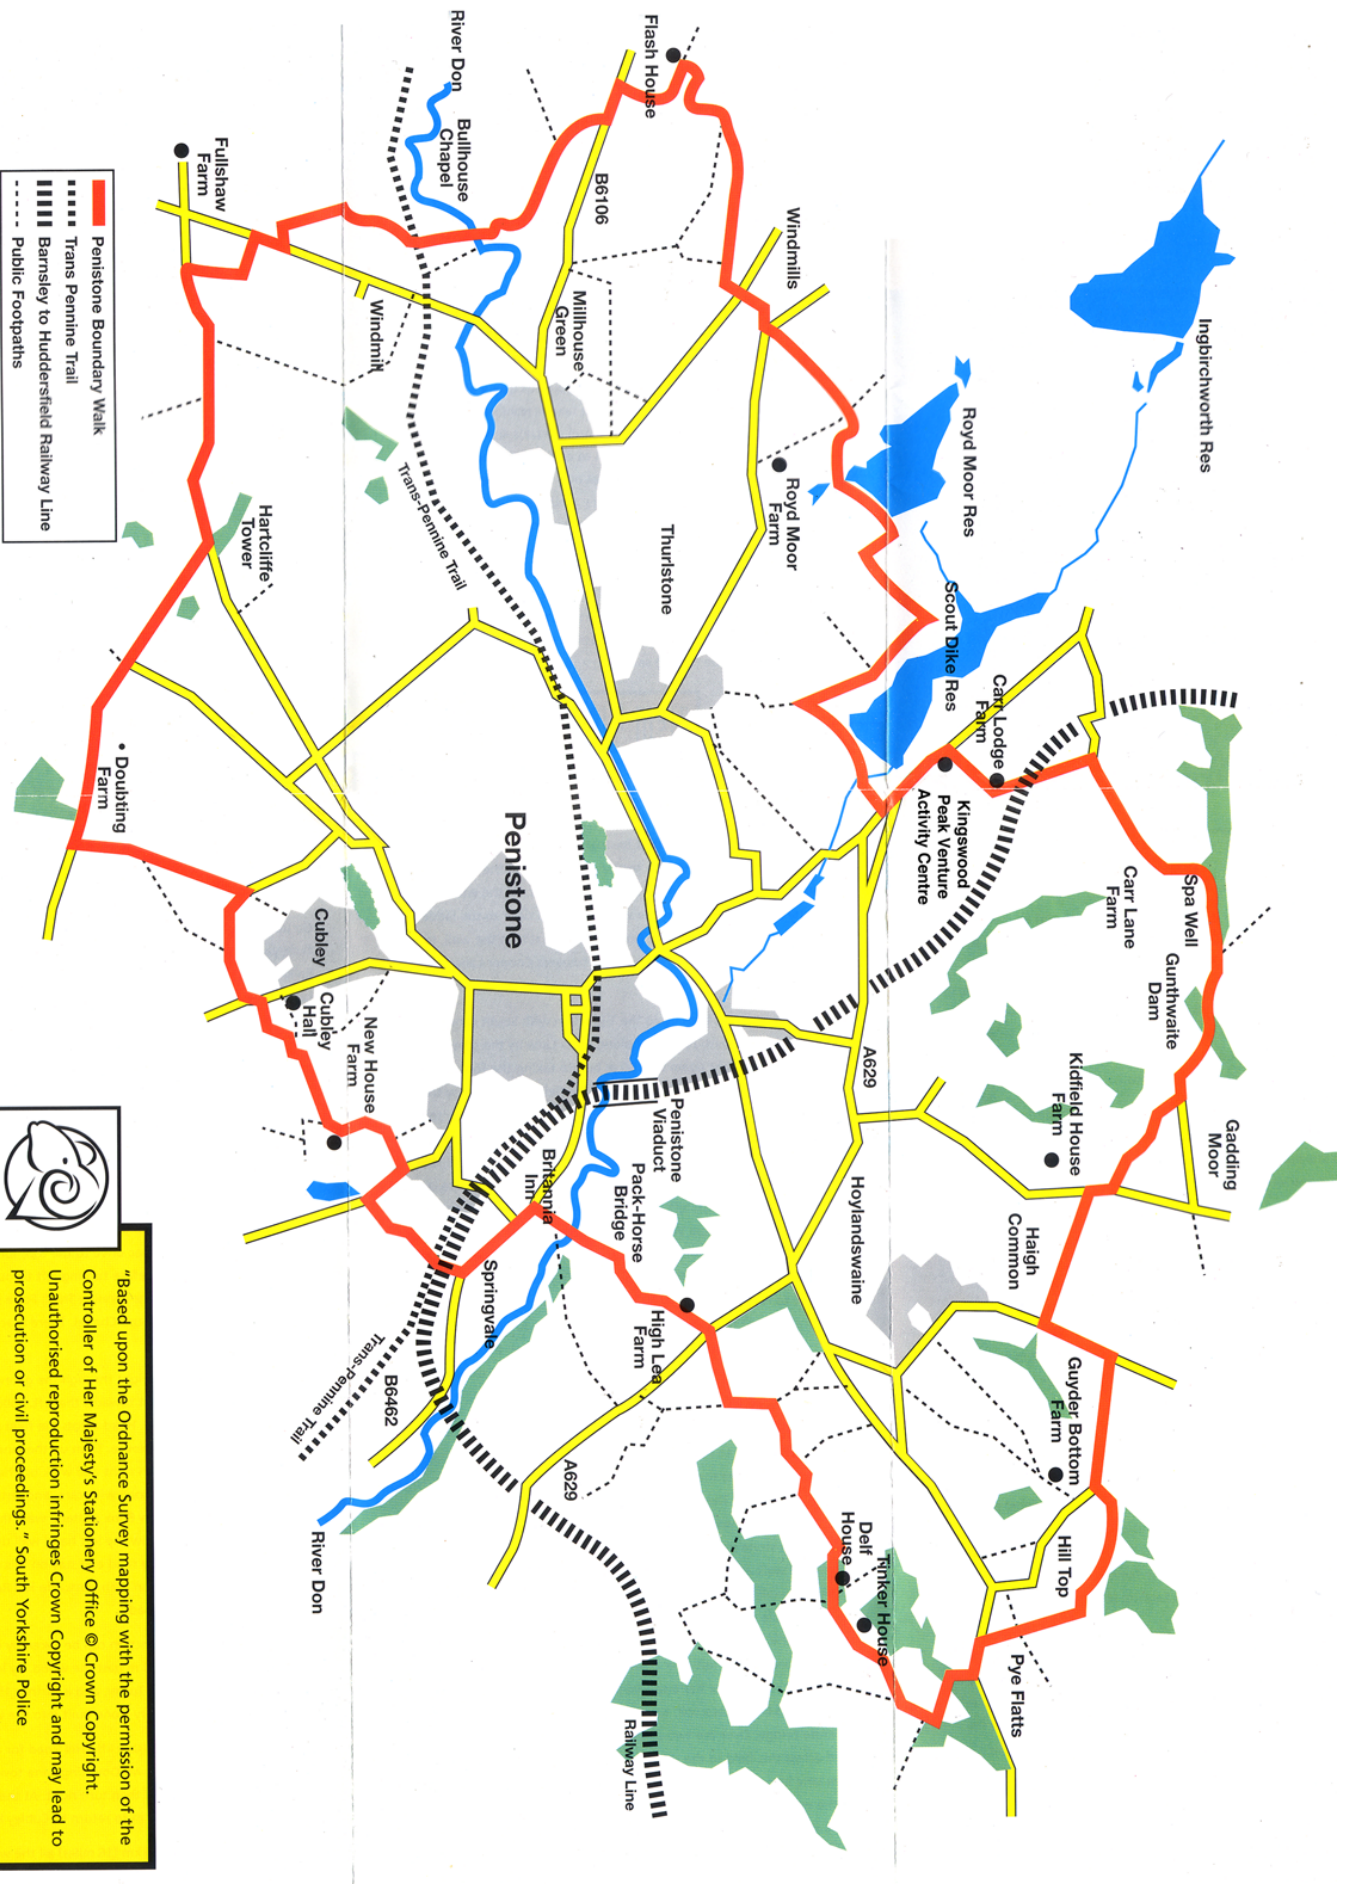 Ingbirchworth Res
Royd Moor Res
Scout Dike Res
Windmills
Flash House
B6106
Royd Moor
Farm
Carr Lodge
Farm
Kingswood
Peak Venture
Activity Centre
Carr Lane
Farm
Spa Well
Gunthwaite
Dam
Gadding
Moor
Kidfield House
Farm
Haigh
Common
Guyder Bottom
Farm
Hill Top
Pye Flatts
Tinker House
Delf
House
A629
Hoylandswaine
Thurlstone
Millhouse
Green
River Don
Bullhouse
Chapel
Windmill
Trans-Pennine Trail
Penistone
Penistone
Viaduct
Pack-Horse
Bridge
Britannia
Inn
High Lea
Farm
A629
Springvale
B6462
Trans-Pennine Trail
River Don
Railway Line
Fullshaw
Farm
Hartcliffe
Tower
Doubting
Farm
Cubley
Cubley
Hall
New House
Farm
Penistone Boundary Walk
Trans Pennine Trail
Barnsley to Huddersfield Railway Line
Public Footpaths
"Based upon the Ordnance Survey mapping with the permission of the
Controller of Her Majesty's Stationery Office © Crown Copyright.
Unauthorised reproduction infringes Crown Copyright and may lead to
prosecution or civil proceedings." South Yorkshire Police